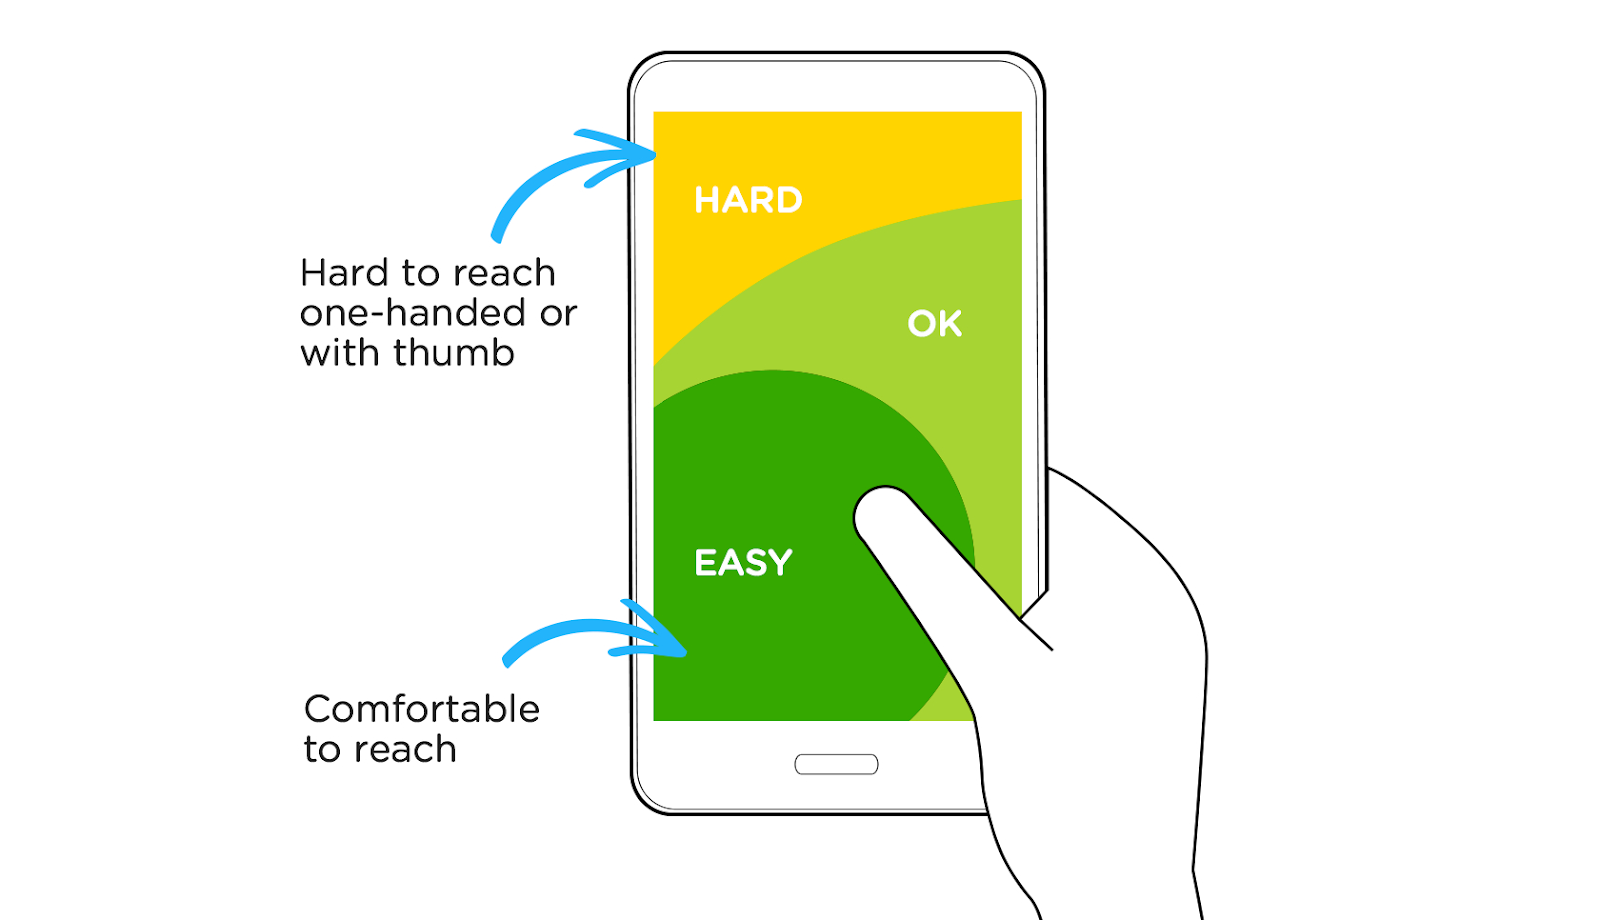 HARD
Hard to reach
one-handed or
with thumb
OK
EASY
Comfortable
to reach